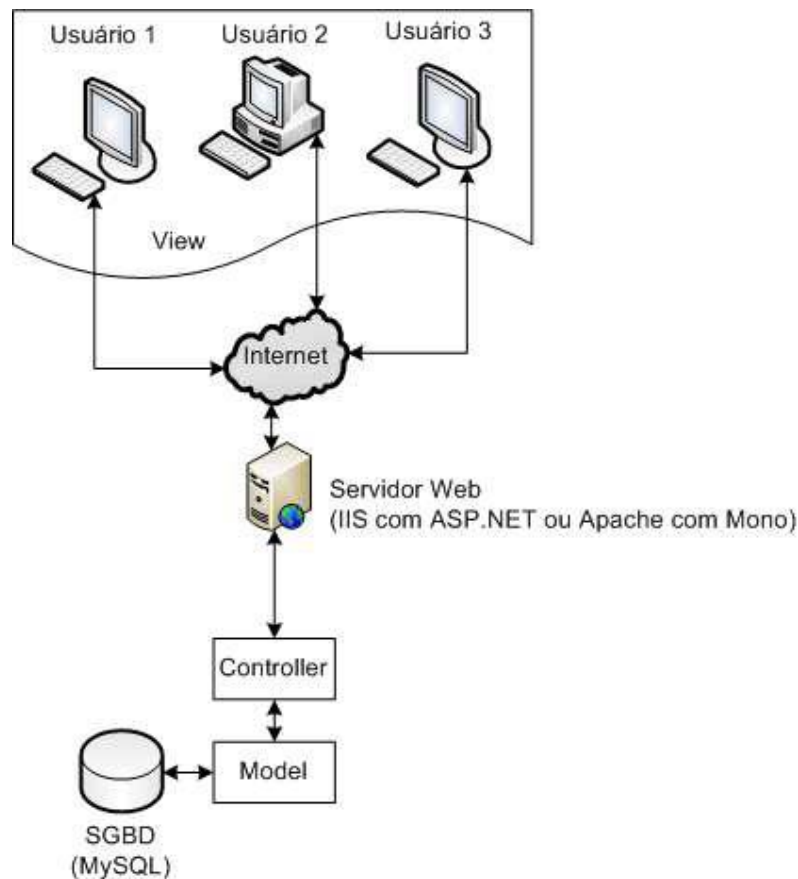 Usuário 1
Usuário 2
Usuário 3
View
Internet
Servidor Web
(IIS com ASP.NET ou Apache com Mono)
Controller
Model
SGBD
(MySQL)